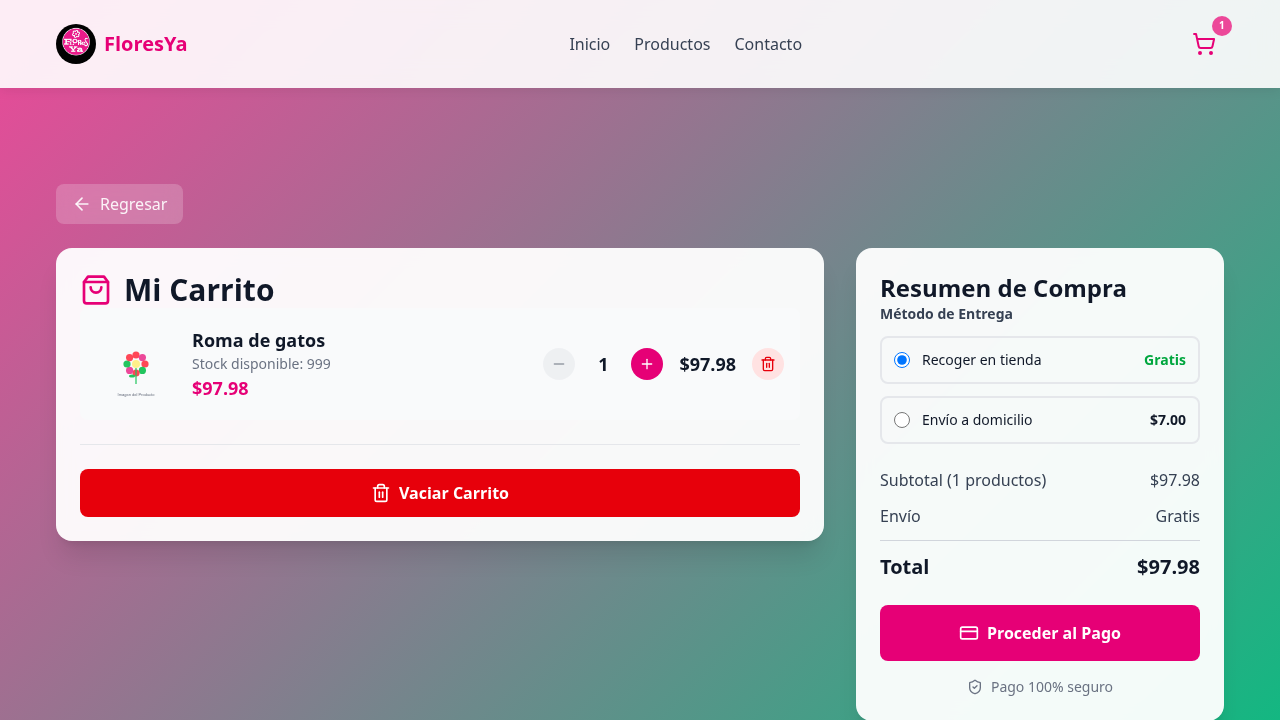 FLORES
Ya
FloresYa
Inicio
Productos
Contacto
1
Regresar
Mi Carrito
Imagen del Producto
Roma de gatos
Stock disponible: 999
$97.98
1
$97.98
Vaciar Carrito
Resumen de Compra
Método de Entrega
Recoger en tienda
Gratis
Envío a domicilio
$7.00
Subtotal (1 productos)
$97.98
Envío
Gratis
Total
$97.98
Proceder al Pago
Pago 100% seguro